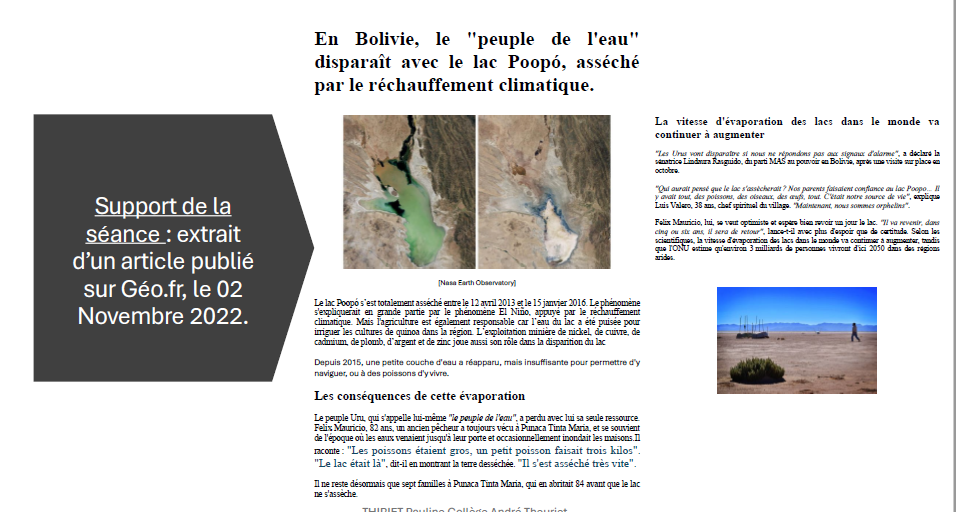 Support de la
séance : extrait
d’un article publié
sur Géo.fr, le 02
Novembre 2022.
En Bolivie, le "peuple de l'eau"
disparaît avec le lac Poopó, asséché
par le réchauffement climatique.
[Nasa Earth Observatory]
Le lac Poopó s’est totalement asséché entre le 12 avril 2013 et le 15 janvier 2016. Le phénomène
s'expliquerait en grande partie par le phénomène El Niño, appuyé par le réchauffement
climatique. Mais l'agriculture est également responsable car l’eau du lac a été puisée pour
irriguer les cultures de quinoa dans la région. L’exploitation minière de nickel, de cuivre, de
cadmium, de plomb, d’argent et de zinc joue aussi son rôle dans la disparition du lac
Depuis 2015, une petite couche d'eau a réapparu, mais insuffisante pour permettre d'y
naviguer, ou à des poissons d'y vivre.
Les conséquences de cette évaporation
Le peuple Uru, qui s'appelle lui-même "le peuple de l'eau", a perdu avec lui sa seule ressource.
Felix Mauricio, 82 ans, un ancien pêcheur a toujours vécu à Punaca Tinta Maria, et se souvient
de l'époque où les eaux venaient jusqu'à leur porte et occasionnellement inondait les maisons.Il
raconte : "Les poissons étaient gros, un petit poisson faisait trois kilos".
"Le lac était là", dit-il en montrant la terre desséchée. "Il s'est asséché très vite".
Il ne reste désormais que sept familles à Punaca Tinta Maria, qui en abritait 84 avant que le lac
ne s'assèche.
THIRIET Pauline Collège André Theuriet
La vitesse d'évaporation des lacs dans le monde va
continuer à augmenter
"Les Urus vont disparaître si nous ne répondons pas aux signaux d'alarme", a déclaré la
sénatrice Lindaura Rasguido, du parti MAS au pouvoir en Bolivie, après une visite sur place en
octobre.
"Qui aurait pensé que le lac s'assècherait ? Nos parents faisaient confiance au lac Poopo... Il
y avait tout, des poissons, des oiseaux, des œufs, tout. C'était notre source de vie", explique
Luis Valero, 38 ans, chef spirituel du village. "Maintenant, nous sommes orphelins".
Felix Mauricio, lui, se veut optimiste et espère bien revoir un jour le lac. "Il va revenir, dans
cinq ou six ans, il sera de retour", lance-t-il avec plus d'espoir que de certitude. Selon les
scientifiques, la vitesse d'évaporation des lacs dans le monde va continuer à augmenter, tandis
que l'ONU estime qu'environ 3 milliards de personnes vivront d'ici 2050 dans des régions
arides.